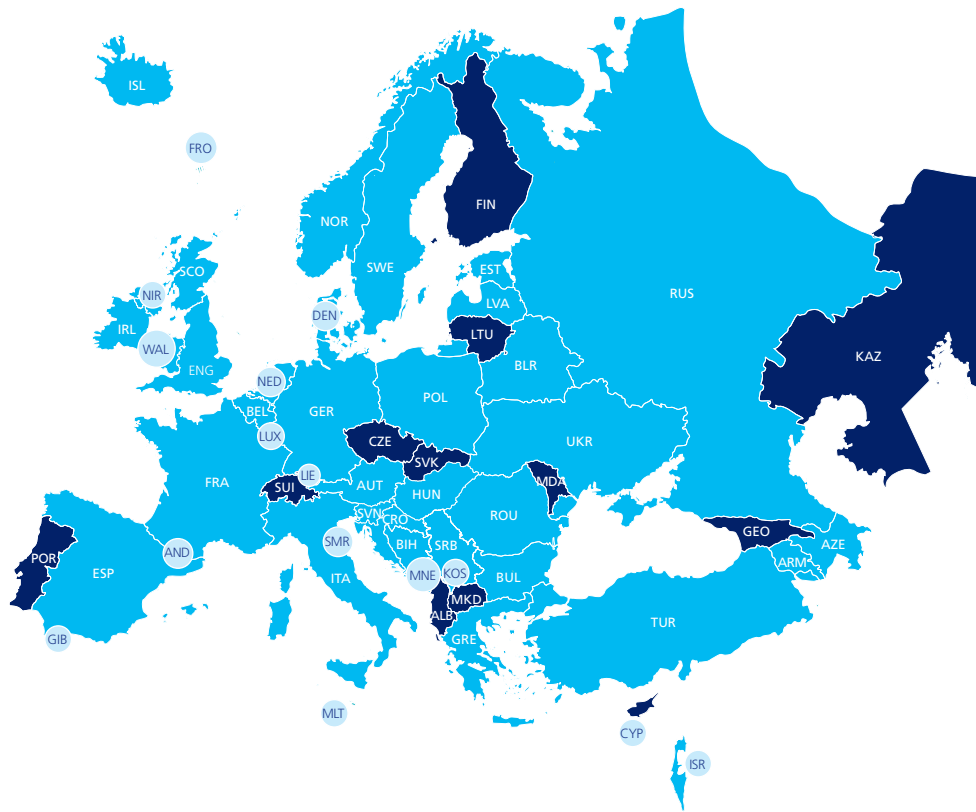 ISL
FRO
FIN
NOR
SWE
EST
SCO
RUS
NIR
LVA
DEN
IRL
LTU
WAL
KAZ
BLR
ENG
NED
POL
BEL
GER
LUX
CZE
UKR
SVK
LIE
FRA
SUI
AUT
MDA
HUN
SVN
CRO
ROU
GEO
SMR
BIH
SRB
AZE
AND
POR
ARM
ESP
MNE
KOS
ITA
BUL
MKD
ALB
TUR
GIB
GRE
MLT
CYP
ISR